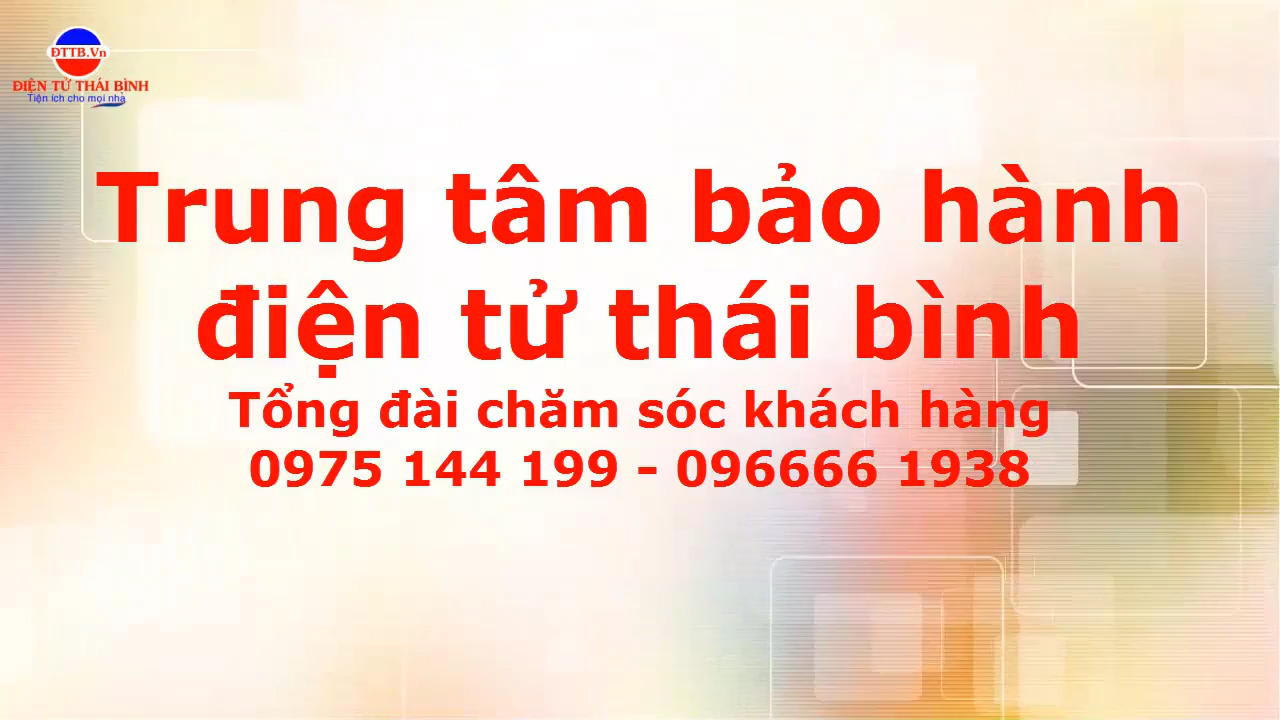 ĐTTB.Vn
ĐIỆN TỬ THÁI BÌNH
Tiện ích cho mọi nhà
Trung tâm bảo hành
điện tử thái bình
Tổng đài chăm sóc khách hàng
0975 144 199 - 096666 1938